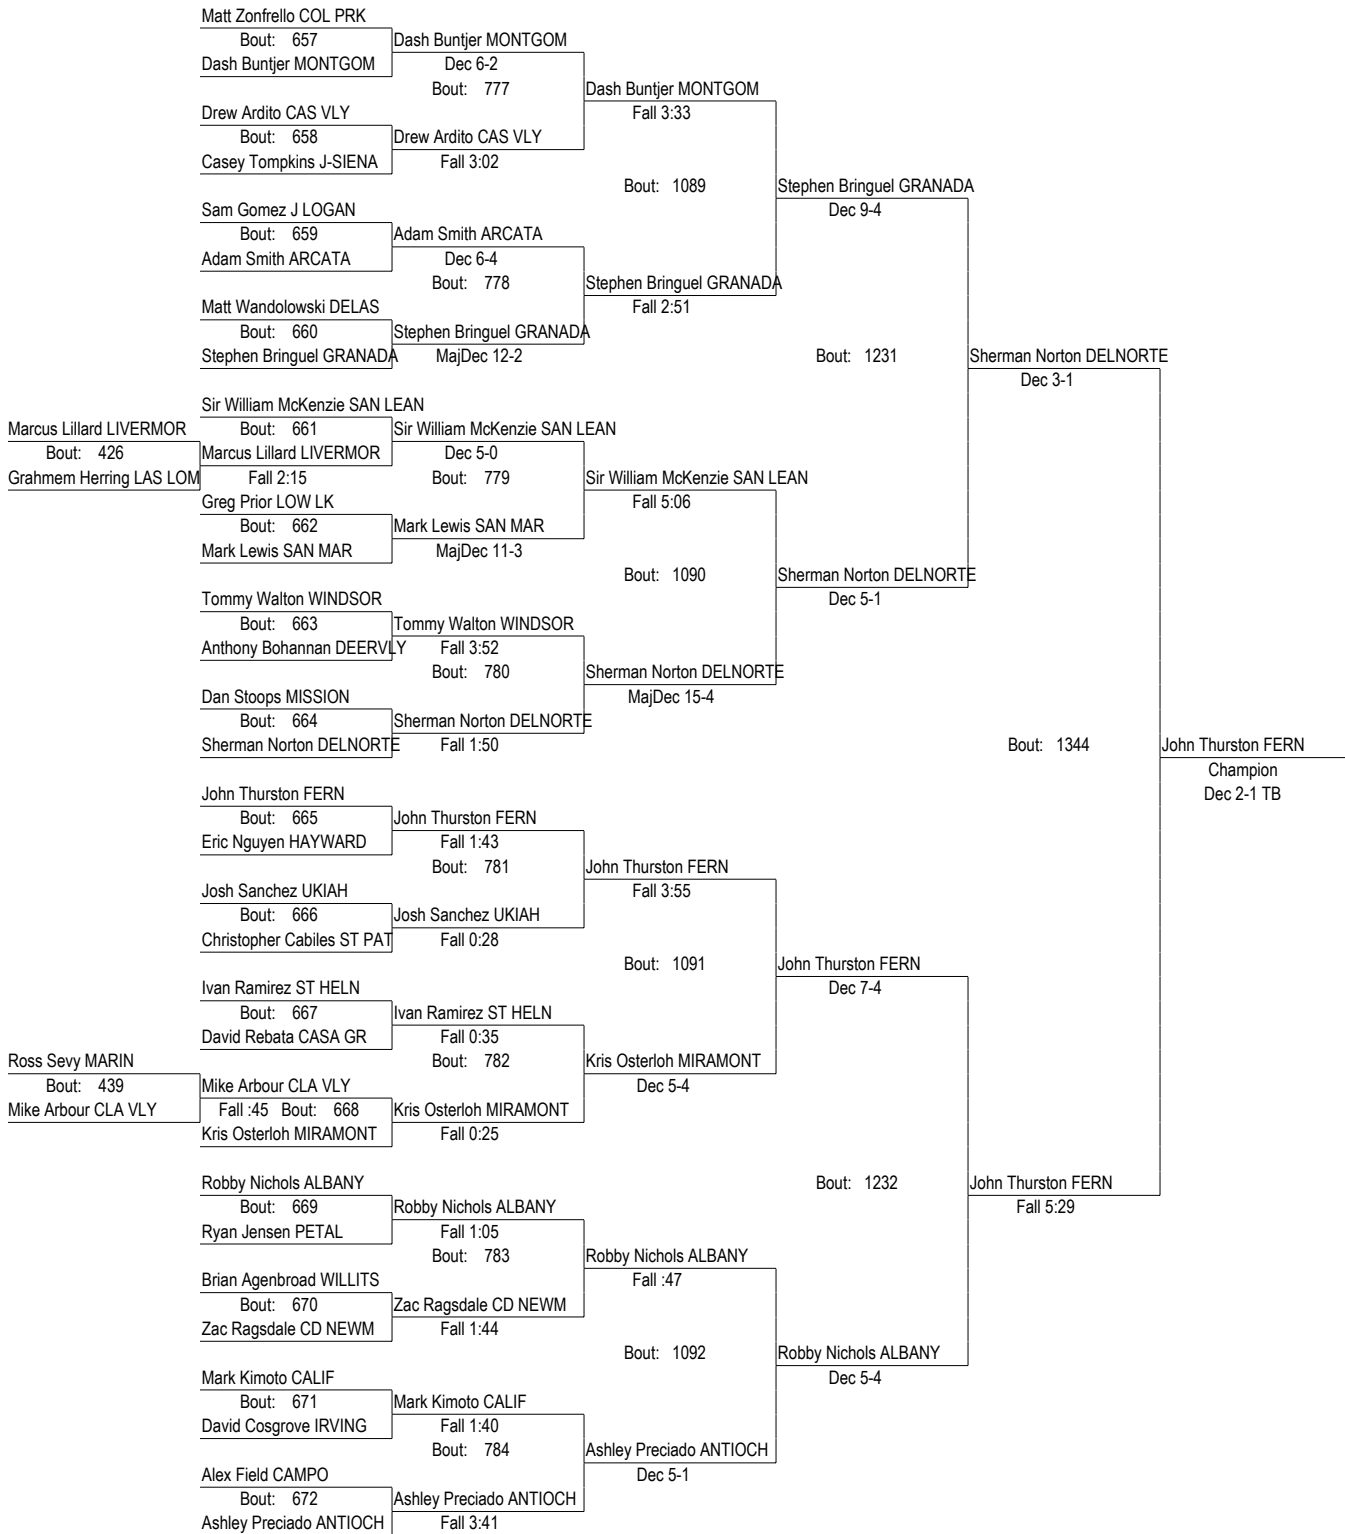 Matt Zonfrello COL PRK
Bout: 657 Dash Buntjer MONTGOM
Dash Buntjer MONTGOM Dec 6-2
Bout: 777 Dash Buntjer MONTGOM
Drew Ardito CAS VLY Fall 3:33
Bout: 658 Drew Ardito CAS VLY
Casey Tompkins J-SIENA Fall 3:02
Bout: 1089 Stephen Bringuel GRANADA
Sam Gomez J LOGAN Dec 9-4
Bout: 659 Adam Smith ARCATA
Adam Smith ARCATA Dec 6-4
Bout: 778 Stephen Bringuel GRANADA
Matt Wandolowski DELAS Fall 2:51
Bout: 660 Stephen Bringuel GRANADA
Stephen Bringuel GRANADA MajDec 12-2 Bout: 1231 Sherman Norton DELNORTE
Dec 3-1
Sir William McKenzie SAN LEAN
Marcus Lillard LIVERMOR Bout: 661 Sir William McKenzie SAN LEAN
Bout: 426 Marcus Lillard LIVERMOR Dec 5-0
Grahmem Herring LAS LOM Fall 2:15 Bout: 779 Sir William McKenzie SAN LEAN
Greg Prior LOW LK Fall 5:06
Bout: 662 Mark Lewis SAN MAR
Mark Lewis SAN MAR MajDec 11-3
Bout: 1090 Sherman Norton DELNORTE
Tommy Walton WINDSOR Dec 5-1
Bout: 663 Tommy Walton WINDSOR
Anthony Bohannan DEERVLY Fall 3:52
Bout: 780 Sherman Norton DELNORTE
Dan Stoops MISSION MajDec 15-4
Bout: 664 Sherman Norton DELNORTE
Sherman Norton DELNORTE Fall 1:50 Bout: 1344 John Thurston FERN
Champion
John Thurston FERN Dec 2-1 TB
Bout: 665 John Thurston FERN
Eric Nguyen HAYWARD Fall 1:43
Bout: 781 John Thurston FERN
Josh Sanchez UKIAH Fall 3:55
Bout: 666 Josh Sanchez UKIAH
Christopher Cabiles ST PAT Fall 0:28
Bout: 1091 John Thurston FERN
Ivan Ramirez ST HELN Dec 7-4
Bout: 667 Ivan Ramirez ST HELN
David Rebata CASA GR Fall 0:35
Ross Sevy MARIN Bout: 782 Kris Osterloh MIRAMONT
Bout: 439 Mike Arbour CLA VLY Dec 5-4
Mike Arbour CLA VLY Fall :45 Bout: 668 Kris Osterloh MIRAMONT
Kris Osterloh MIRAMONT Fall 0:25
Robby Nichols ALBANY Bout: 1232 John Thurston FERN
Bout: 669 Robby Nichols ALBANY Fall 5:29
Ryan Jensen PETAL Fall 1:05
Bout: 783 Robby Nichols ALBANY
Brian Agenbroad WILLITS Fall :47
Bout: 670 Zac Ragsdale CD NEWM
Zac Ragsdale CD NEWM Fall 1:44
Bout: 1092 Robby Nichols ALBANY
Mark Kimoto CALIF Dec 5-4
Bout: 671 Mark Kimoto CALIF
David Cosgrove IRVING Fall 1:40
Bout: 784 Ashley Preciado ANTIOCH
Alex Field CAMPO Dec 5-1
Bout: 672 Ashley Preciado ANTIOCH
Ashley Preciado ANTIOCH Fall 3:41